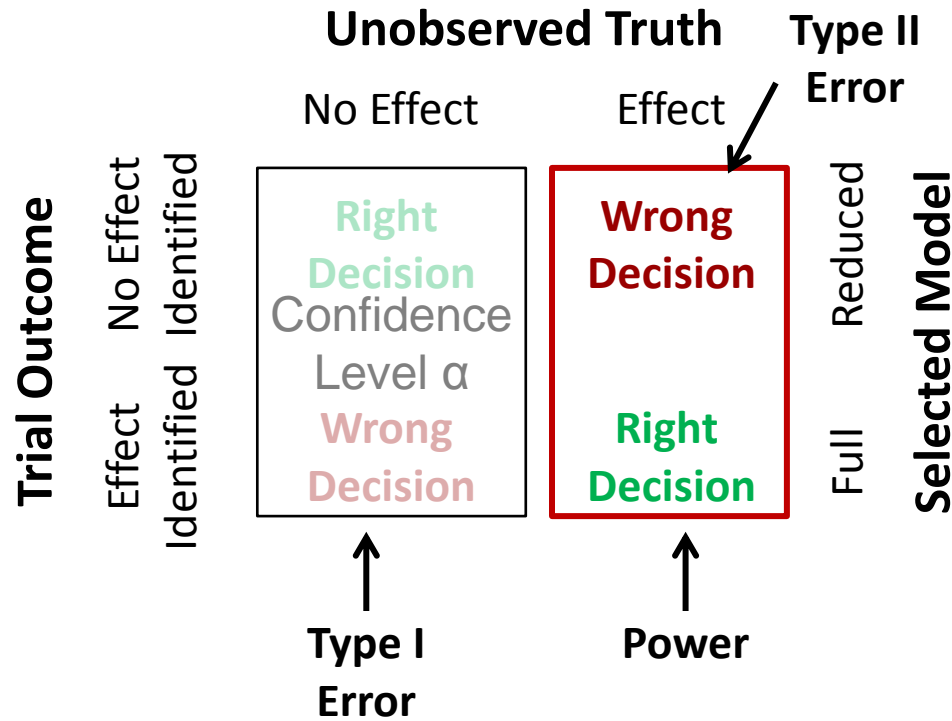 Unobserved Truth
Type II
Error
No Effect
Effect
Trial Outcome
No Effect
Identified
Effect
Identified
Right
Decision
Confidence
Level α
Wrong
Decision
Wrong
Decision
Right
Decision
Reduced
Full
Selected Model
Type I
Error
Power